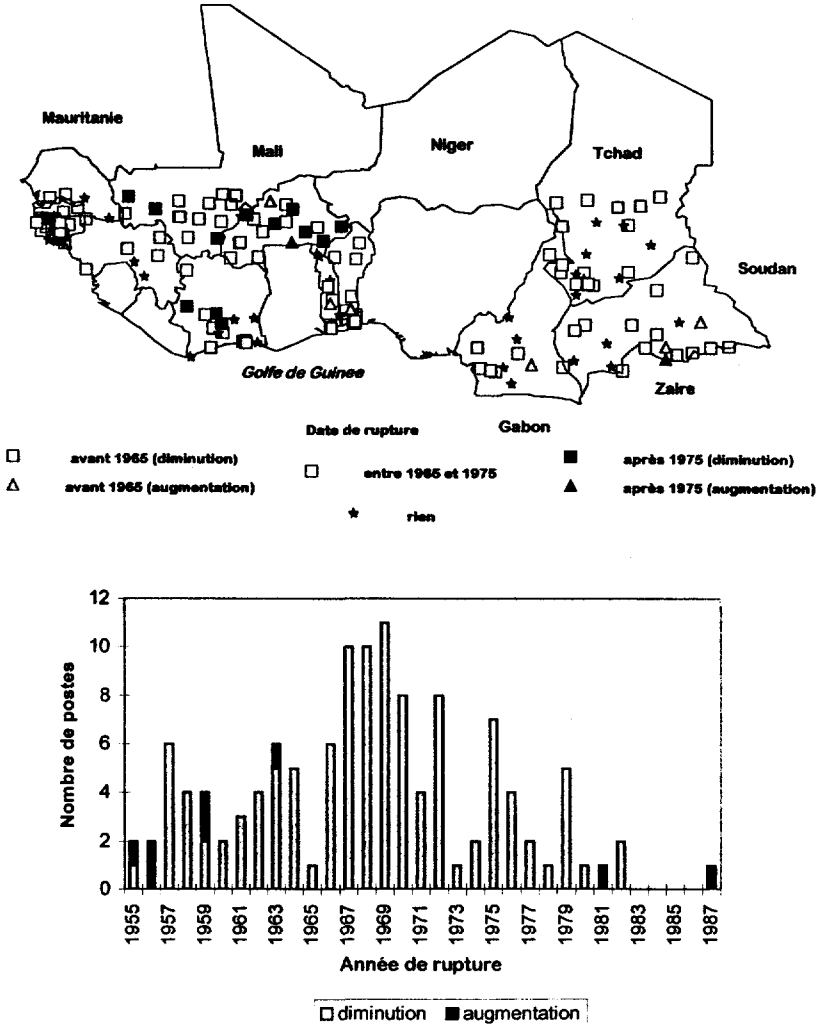 Mauritanie
Mali
Niger
Tchad
Soudan
Golfe de Guinee
Zaire
Gabon
Date de rupture
avant 1965 (diminution)
entre 1965 et 1975
après 1975 (diminution)
avant 1965 (augmentation)
après 1975 (augmentation)
rien
12
10
8
6
4
2
0
Nombre de postes
1955 1957 1959 1961 1963 1965 1967 1969 1971 1973 1975 1977 1979 1981 1983 1985 1987
Année de rupture
diminution augmentation